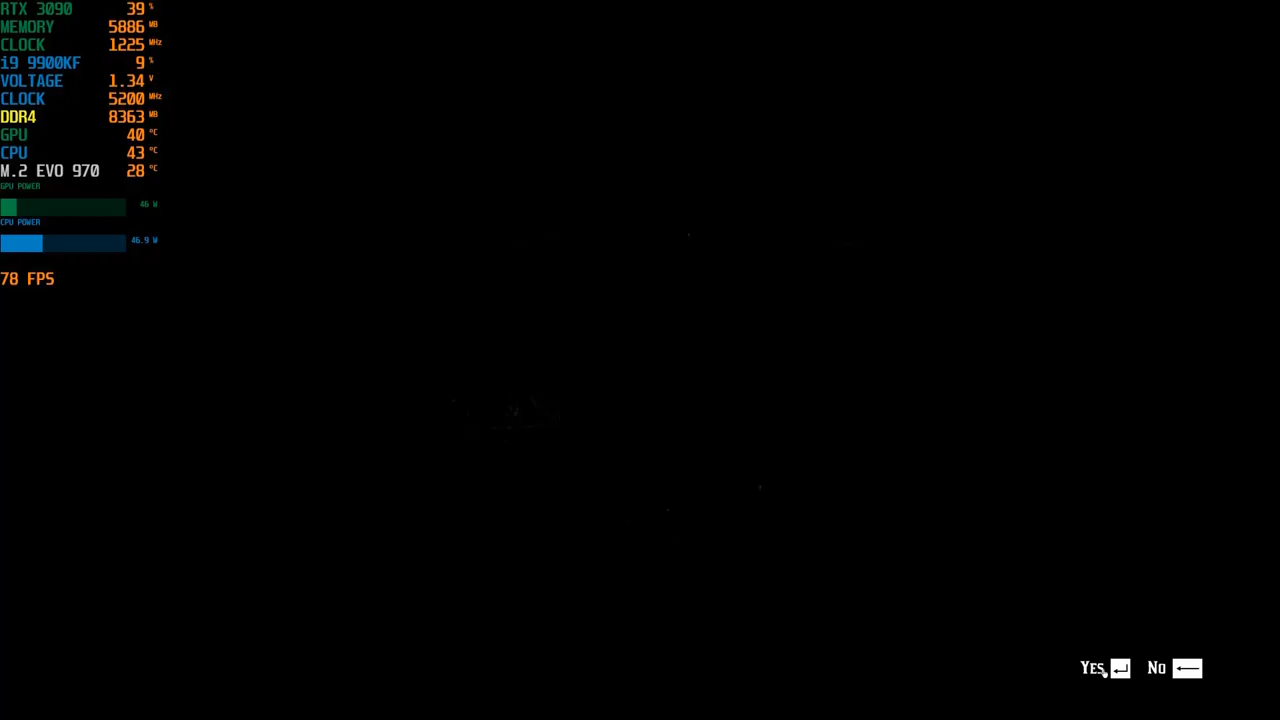 RTX 3090 39 %
MEMORY 5886 MB
CLOCK 1225 MHz
i9 9900KF 9 %
VOLTAGE 1.34 V
CLOCK 5200 MHz
DDR4 8363 MB
GPU 40 °C
CPU 43 °C
M.2 EVO 970 28 °C
GPU POWER
46 W
CPU POWER
46.9 W
78 FPS
YES NO